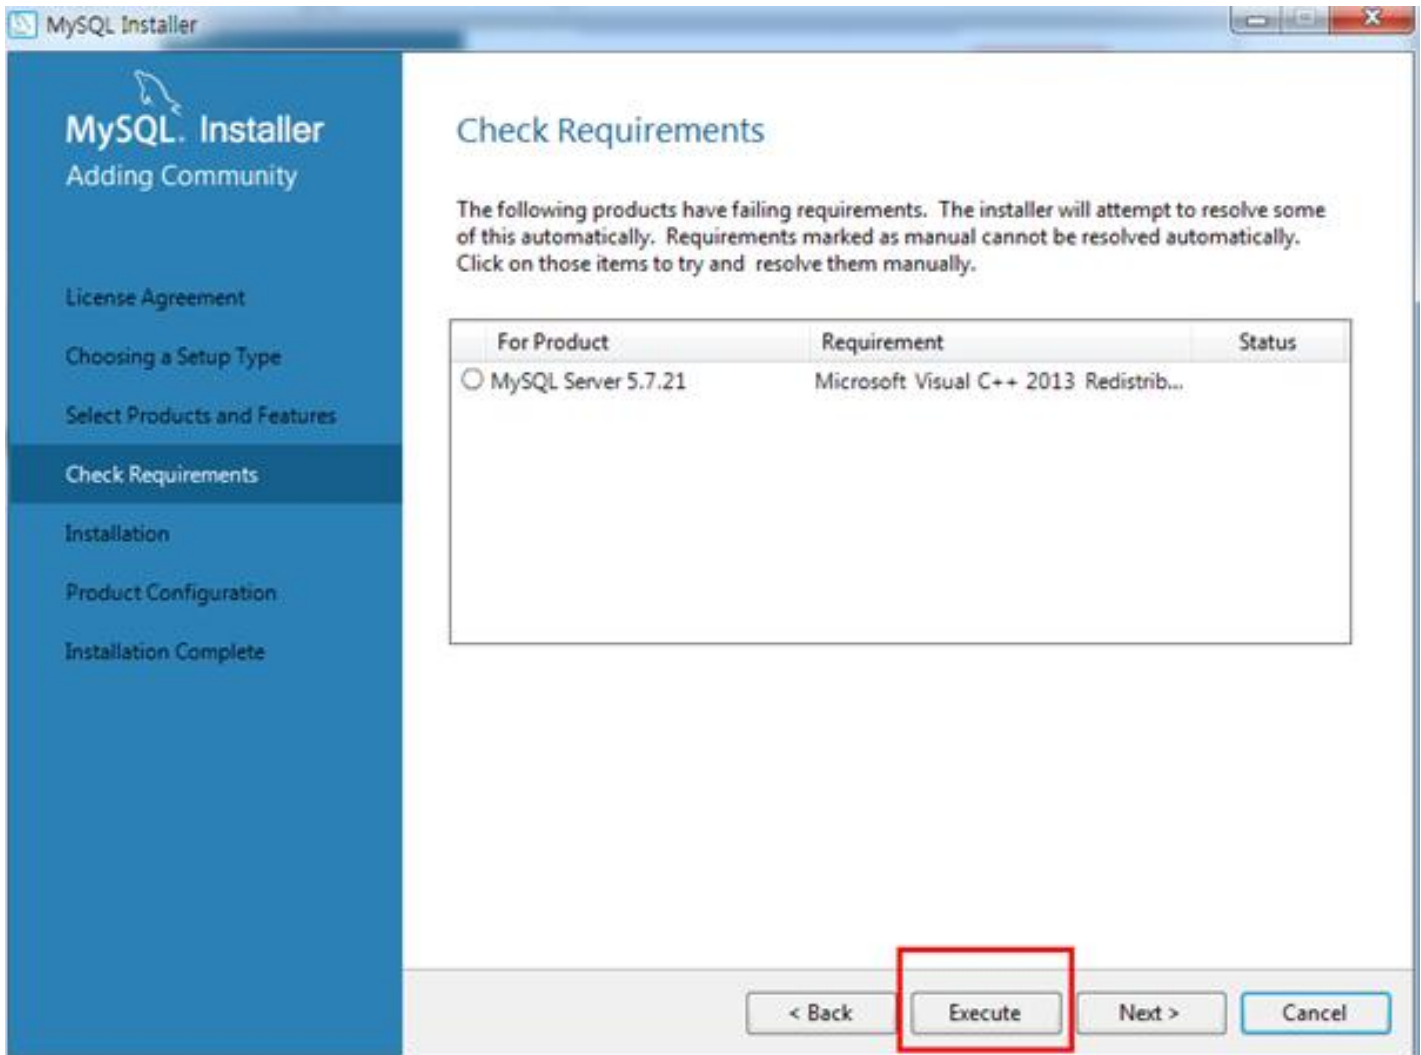 MySQL Installer
MySQL. Installer
Adding Community
License Agreement
Choosing a Setup Type
Select Products and Features
Check Requirements
Installation
Product Configuration
Installation Complete
Check Requirements
The following products have failing requirements. The installer will attempt to resolve some
of this automatically. Requirements marked as manual cannot be resolved automatically.
Click on those items to try and resolve them manually.
For Product Requirement Status
MySQL Server 5.7.21 Microsoft Visual C++ 2013 Redistrib...
< Back Execute Next > Cancel